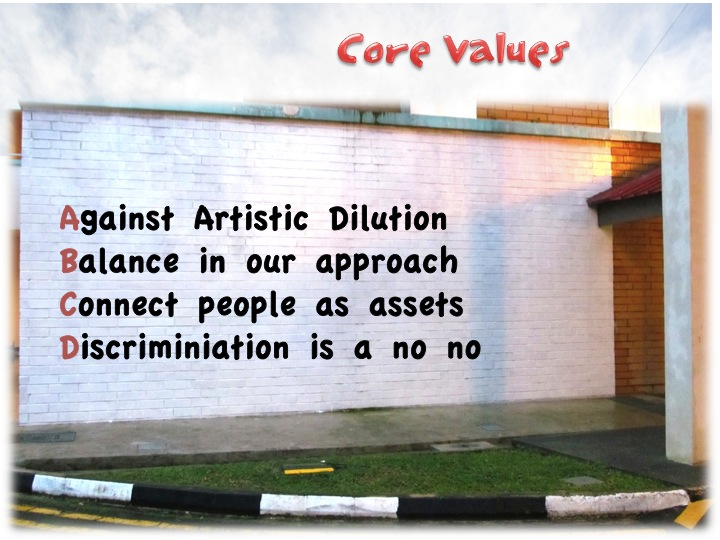 Core Values
Against Artistic Dilution
Balance in our approach
Connect people as assets
Discriminiation is a no no